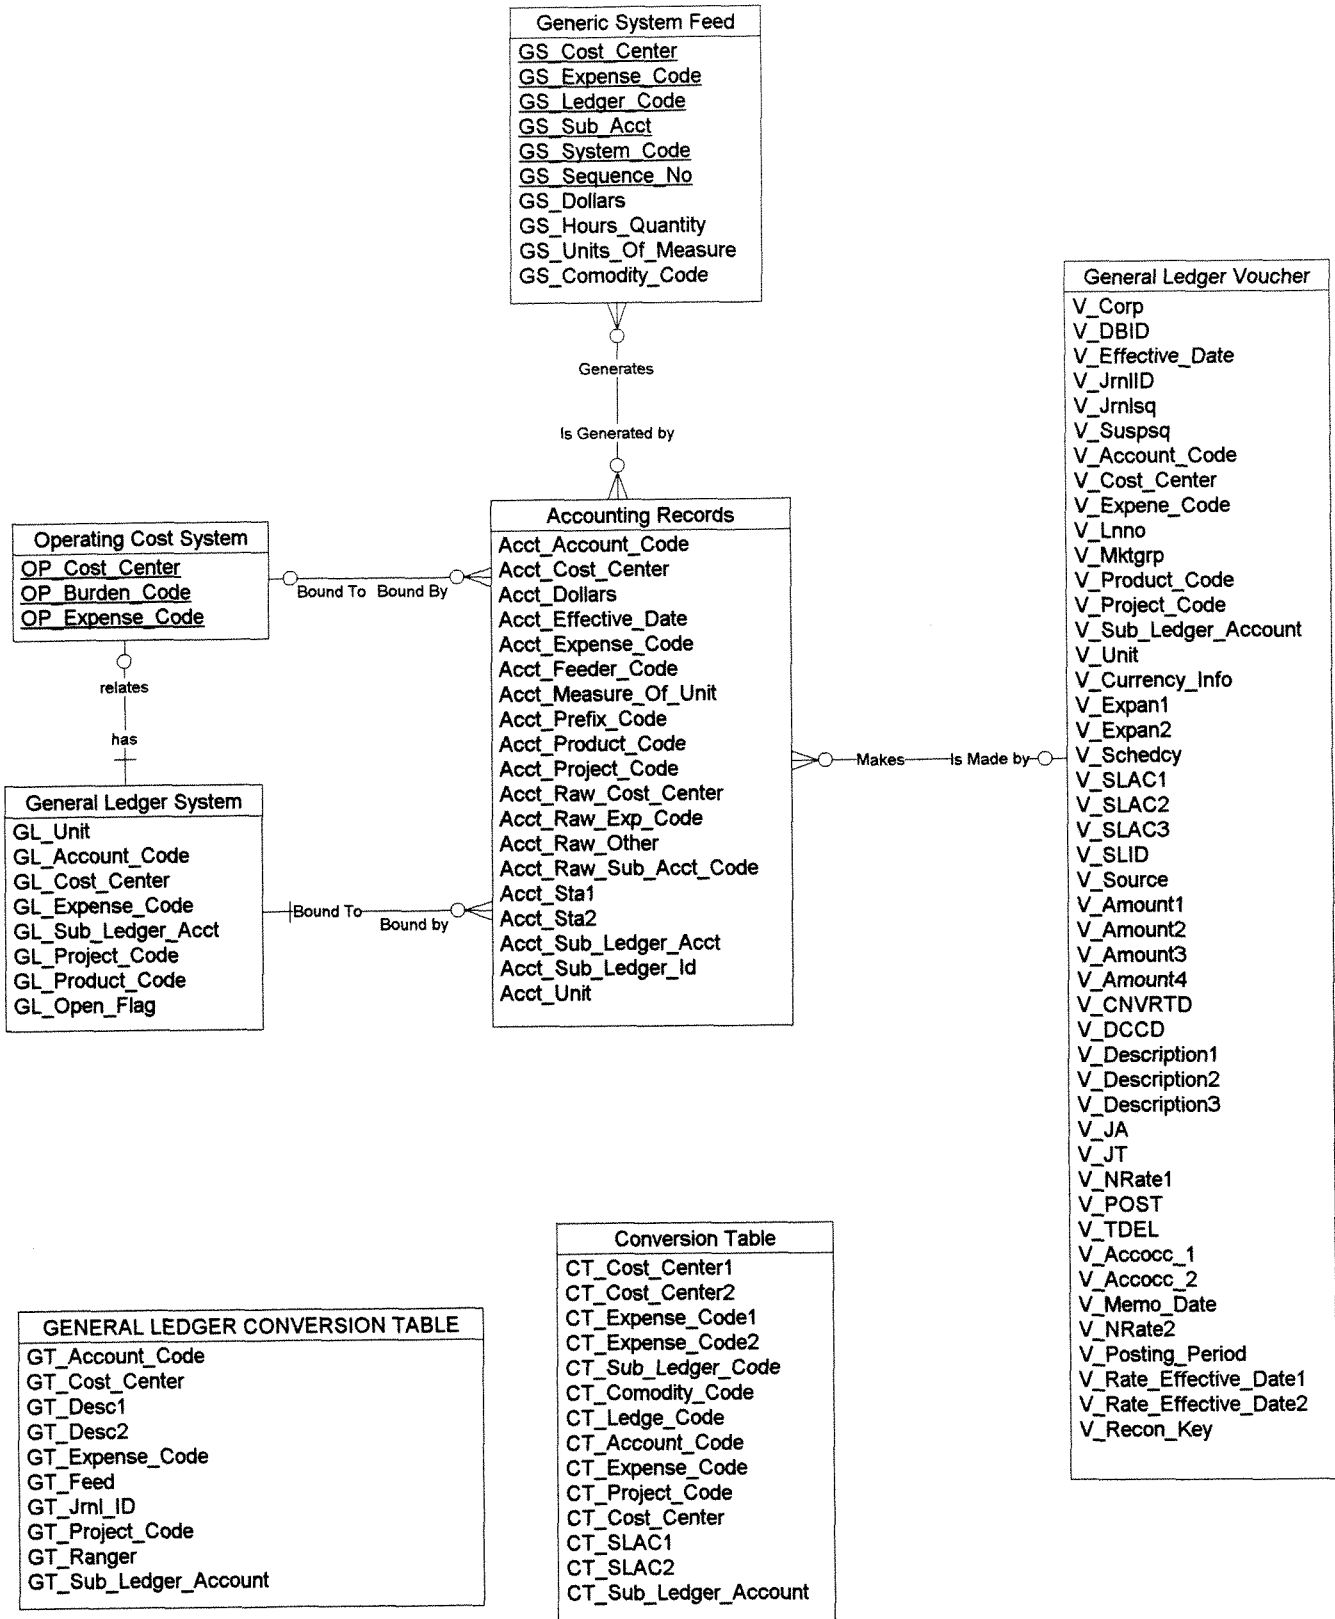 Generic System Feed
GS_Cost_Center
GS_Expense_Code
GS_Ledger_Code
GS_Sub_Acct
GS_System_Code
GS_Sequence_No
GS_Dollars
GS_Hours_Quantity
GS_Units_Of_Measure
GS_Comodity_Code
Generates
Is Generated by
Operating Cost System
OP_Cost_Center
OP_Burden_Code
OP_Expense_Code
Bound To Bound By
relates
has
General Ledger System
GL_Unit
GL_Account_Code
GL_Cost_Center
GL_Expense_Code
GL_Sub_Ledger_Acct
GL_Project_Code
GL_Product_Code
GL_Open_Flag
Bound To
Bound by
Accounting Records
Acct_Account_Code
Acct_Cost_Center
Acct_Dollars
Acct_Effective_Date
Acct_Expense_Code
Acct_Feeder_Code
Acct_Measure_Of_Unit
Acct_Prefix_Code
Acct_Product_Code
Acct_Project_Code
Acct_Raw_Cost_Center
Acct_Raw_Exp_Code
Acct_Raw_Other
Acct_Raw_Sub_Acct_Code
Acct_Sta1
Acct_Sta2
Acct_Sub_Ledger_Acct
Acct_Sub_Ledger_Id
Acct_Unit
Makes
Is Made by
General Ledger Voucher
V_Corp
V_DBID
V_Effective_Date
V_JrnlID
V_Jrnlsq
V_Suspsq
V_Account_Code
V_Cost_Center
V_Expene_Code
V_Lnno
V_Mktgrp
V_Product_Code
V_Project_Code
V_Sub_Ledger_Account
V_Unit
V_Currency_Info
V_Expan1
V_Expan2
V_Schedcy
V_SLAC1
V_SLAC2
V_SLAC3
V_SLID
V_Source
V_Amount1
V_Amount2
V_Amount3
V_Amount4
V_CNVRTD
V_DCCD
V_Description1
V_Description2
V_Description3
V_JA
V_JT
V_NRate1
V_POST
V_TDEL
V_Accocc_1
V_Accocc_2
V_Memo_Date
V_NRate2
V_Posting_Period
V_Rate_Effective_Date1
V_Rate_Effective_Date2
V_Recon_Key
GENERAL LEDGER CONVERSION TABLE
GT_Account_Code
GT_Cost_Center
GT_Desc1
GT_Desc2
GT_Expense_Code
GT_Feed
GT_Jrnl_ID
GT_Project_Code
GT_Ranger
GT_Sub_Ledger_Account
Conversion Table
CT_Cost_Center1
CT_Cost_Center2
CT_Expense_Code1
CT_Expense_Code2
CT_Sub_Ledger_Code
CT_Comodity_Code
CT_Ledge_Code
CT_Account_Code
CT_Expense_Code
CT_Project_Code
CT_Cost_Center
CT_SLAC1
CT_SLAC2
CT_Sub_Ledger_Account